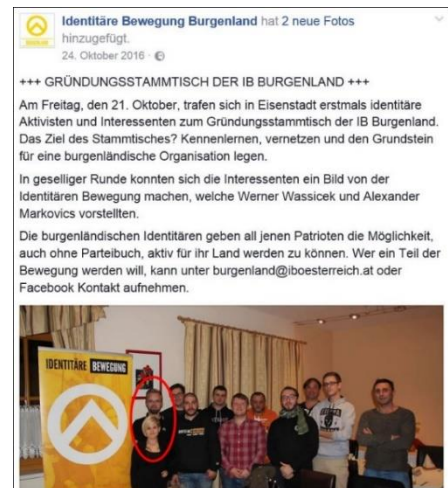 Identitäre Bewegung Burgenland hat 2 neue Fotos
hinzugefügt.
24. Oktober 2016
+++ GRÜNDUNGSSTAMMTISCH DER IB BURGENLAND +++
Am Freitag, den 21. Oktober, trafen sich in Eisenstadt erstmals identitäre
Aktivisten und Interessenten zum Gründungsstammtisch der IB Burgenland.
Das Ziel des Stammtisches? Kennenlernen, vernetzen und den Grundstein
für eine burgenländische Organisation legen.
In geselliger Runde konnten sich die Interessenten ein Bild von der
Identitären Bewegung machen, welche Werner Wassicek und Alexander
Markovics vorstellten.
Die burgenländischen Identitären geben all jenen Patrioten die Möglichkeit,
auch ohne Parteibuch, aktiv für ihr Land werden zu können. Wer ein Teil der
Bewegung werden will, kann unter burgenland@iboesterreich.at oder
Facebook Kontakt aufnehmen.
IDENTITÄRE BEWEGUNG